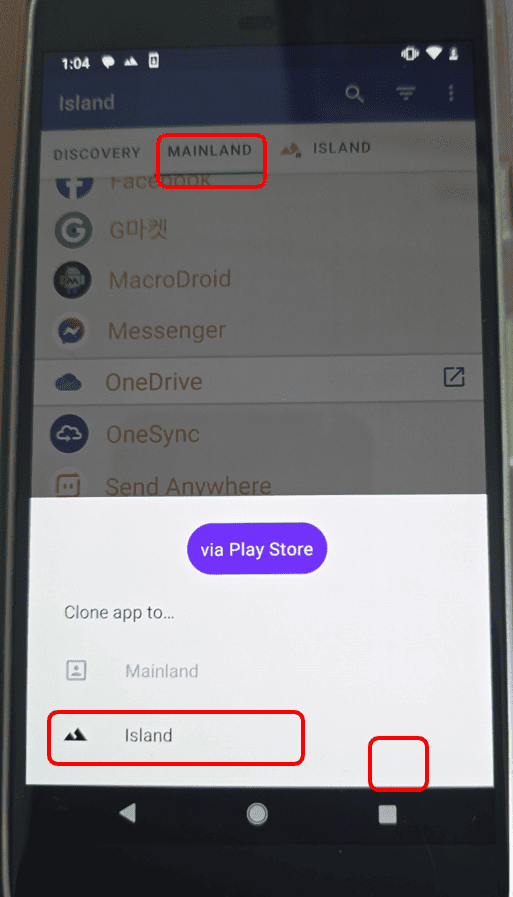 1:04
Island
DISCOVERY MAINLAND ISLAND
Facebook
G마켓
MacroDroid
Messenger
OneDrive
OneSync
Send Anywhere
via Play Store
Clone app to...
Mainland
Island